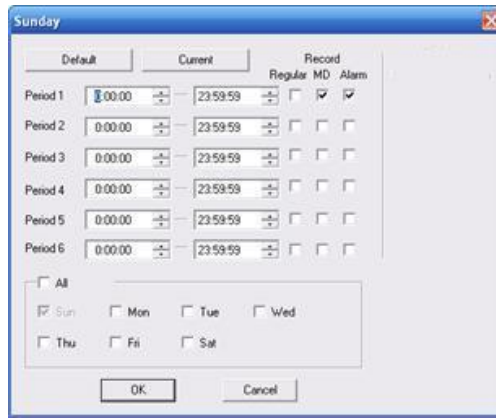 Sunday
Default Current Record
Regular MD Alarm
Period 1 0:00:00 23:59:59
Period 2 0:00:00 23:59:59
Period 3 0:00:00 23:59:59
Period 4 0:00:00 23:59:59
Period 5 0:00:00 23:59:59
Period 6 0:00:00 23:59:59
All
Sun Mon Tue Wed
Thu Fri Sat
OK Cancel